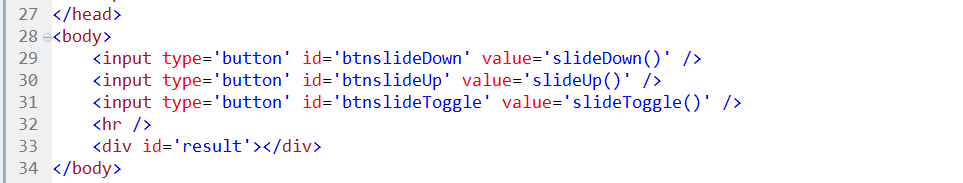 27 </head>
28 <body>
29 <input type='button' id='btnslideDown' value='slideDown()' />
30 <input type='button' id='btnslideUp' value='slideUp()' />
31 <input type='button' id='btnslideToggle' value='slideToggle()' />
32 <hr />
33 <div id='result'></div>
34 </body>